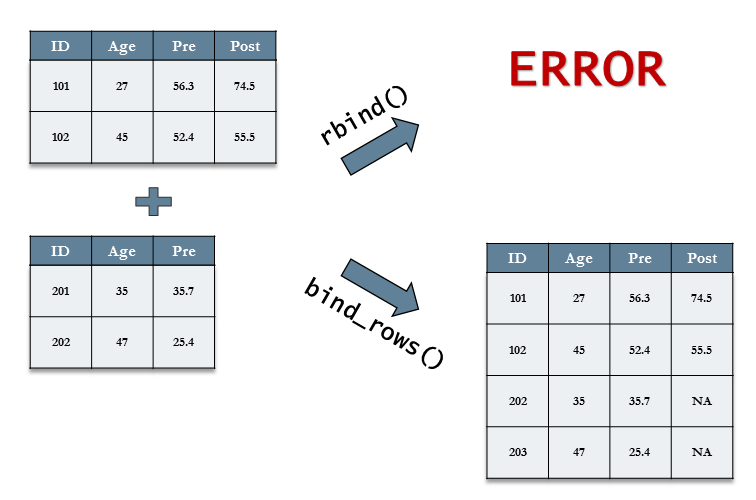 ID Age Pre Post
101 27 56.3 74.5
102 45 52.4 55.5
ID Age Pre
201 35 35.7
202 47 25.4
rbind()
ERROR
bind_rows()
ID Age Pre Post
101 27 56.3 74.5
102 45 52.4 55.5
202 35 35.7 NA
203 47 25.4 NA